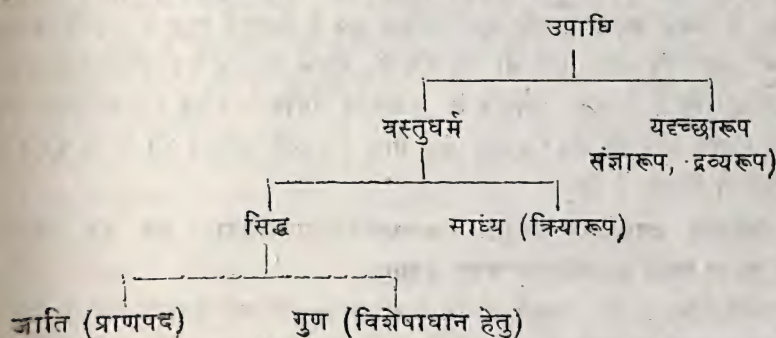 उपाधि
वस्तुधर्म यदृच्छारूप
संज्ञारूप, द्रव्यरूप)
सिद्ध साध्य (क्रियारूप)
जाति (प्राणपद) गुण (विशेषाधान हेतु)